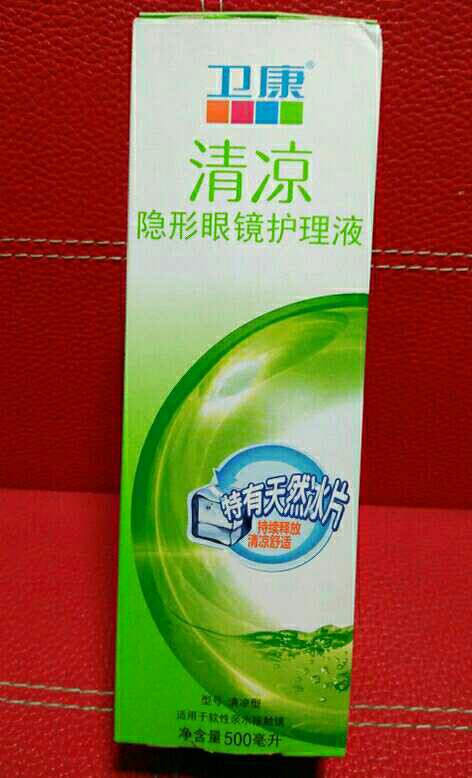 卫康®
清凉
隐形眼镜护理液
特有天然冰片
持续释放
清凉舒适
型号:清凉型
适用于软性亲水接触镜
净含量500毫升